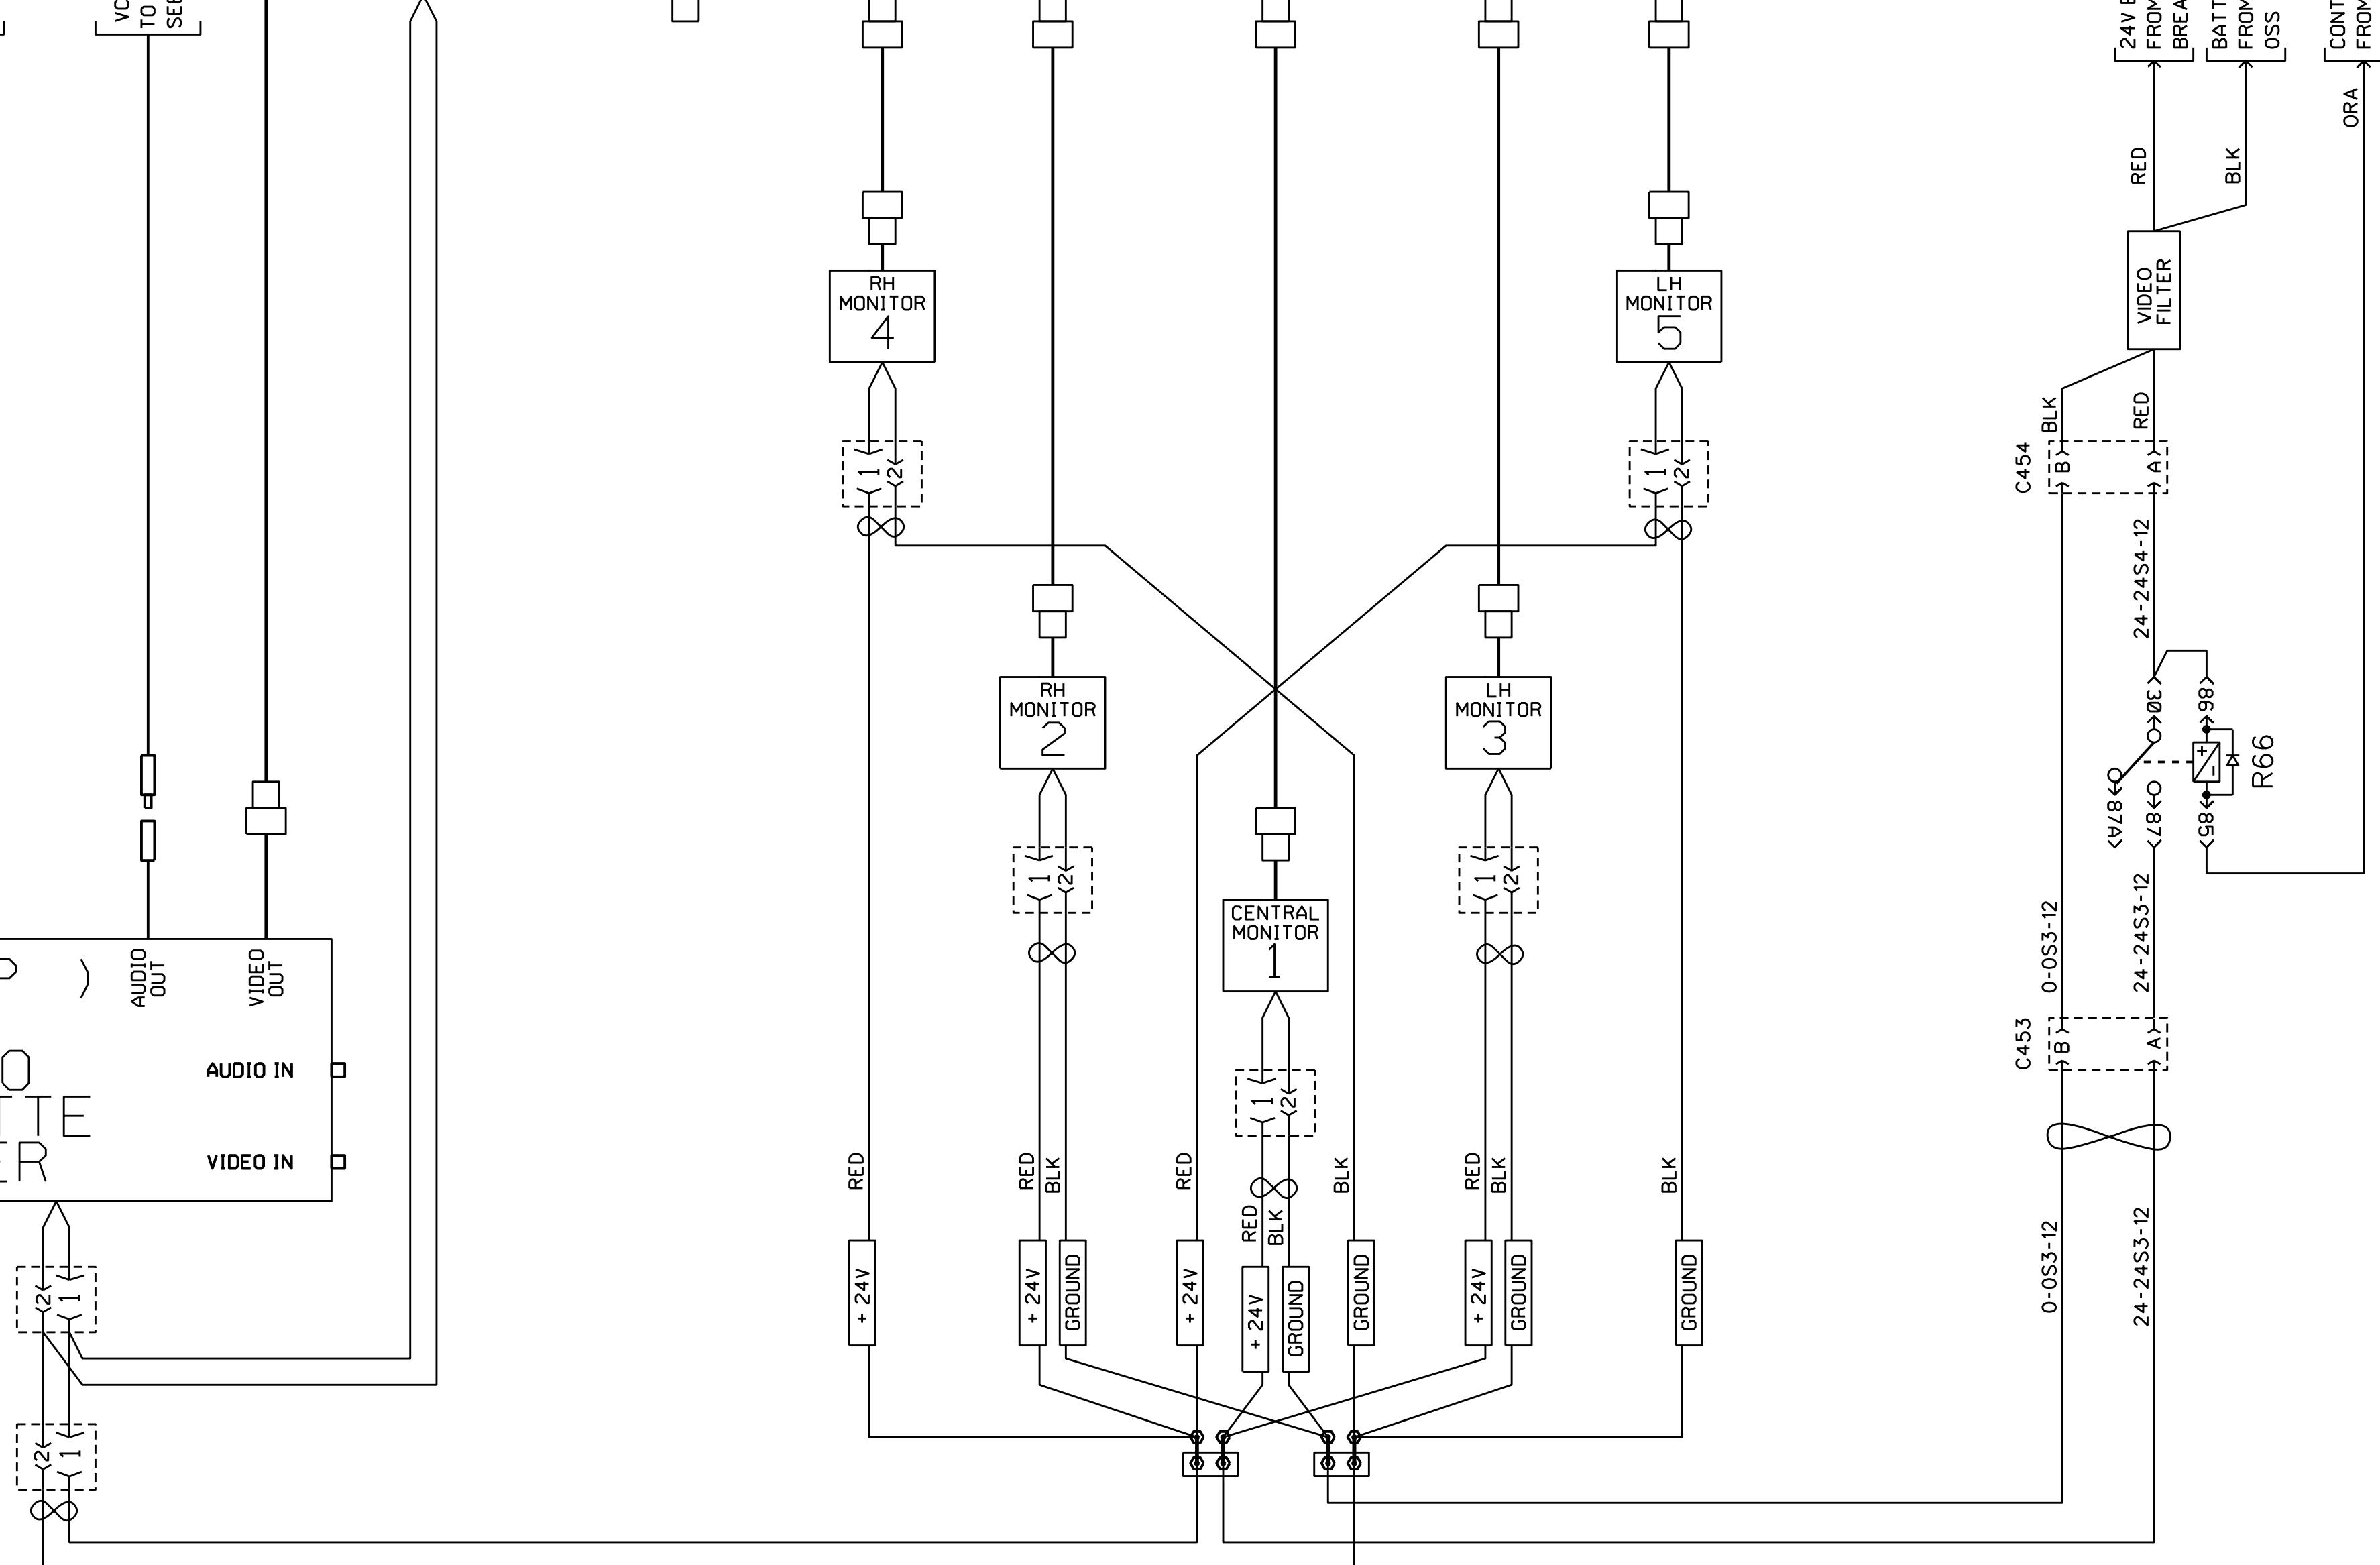 TO
24V
FROM
BATT
FROM
OSS
CONT
FROM
ORA
RED
BLK
VIDEO
FILTER
RH
MONITOR
4
LH
MONITOR
5
BLK
RED
C454
B
A
1
2
1
2
24-24S4-12
RH
MONITOR
2
LH
MONITOR
3
30
86
+
-
R66
87A
87
85
1
2
1
2
CENTRAL
MONITOR
1
0-0S3-12
24-24S3-12
C453
B
A
AUDIO
OUT
VIDEO
OUT
AUDIO IN
VIDEO IN
1
2
RED
RED
BLK
RED
RED
BLK
BLK
RED
BLK
BLK
0-0S3-12
24-24S3-12
+ 24V
+ 24V
GROUND
+ 24V
+ 24V
GROUND
GROUND
+ 24V
GROUND
GROUND
2
1
2
1